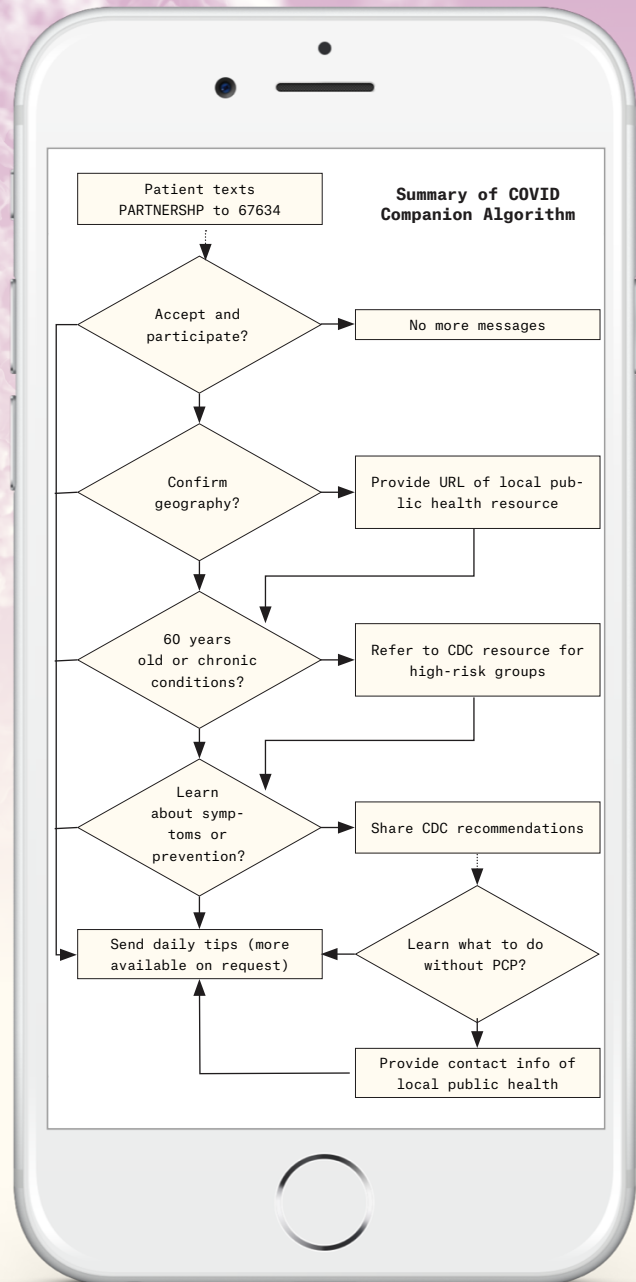 Patient texts
PARTNERSHP to 67634
Summary of COVID
Companion Algorithm
Accept and
participate?
No more messages
Confirm
geography?
Provide URL of local pub-
lic health resource
60 years
old or chronic
conditions?
Refer to CDC resource for
high-risk groups
Learn
about symp-
toms or
prevention?
Share CDC recommendations
Send daily tips (more
available on request)
Learn what to do
without PCP?
Provide contact info of
local public health